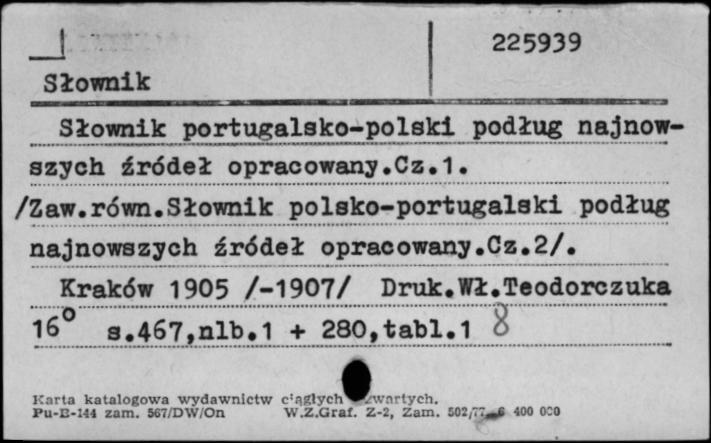 225939
Słownik
Słownik portugalsko-polski podług najnow-
szych źródeł opracowany.Cz.1.
/Zaw.równ.Słownik polsko-portugalski podług
najnowszych źródeł opracowany.Cz.2/.
Kraków 1905 /-1907/ Druk.Wł.Teodorczuka
16° s.467,nlb.1 + 280,tabl.1 8
Karta katalogowa wydawnictw ciągłych zwartych.
Pu-B-144 zam. 567/DW/On W.Z.Graf. Z-2, Zam. 502/77 6 400 000